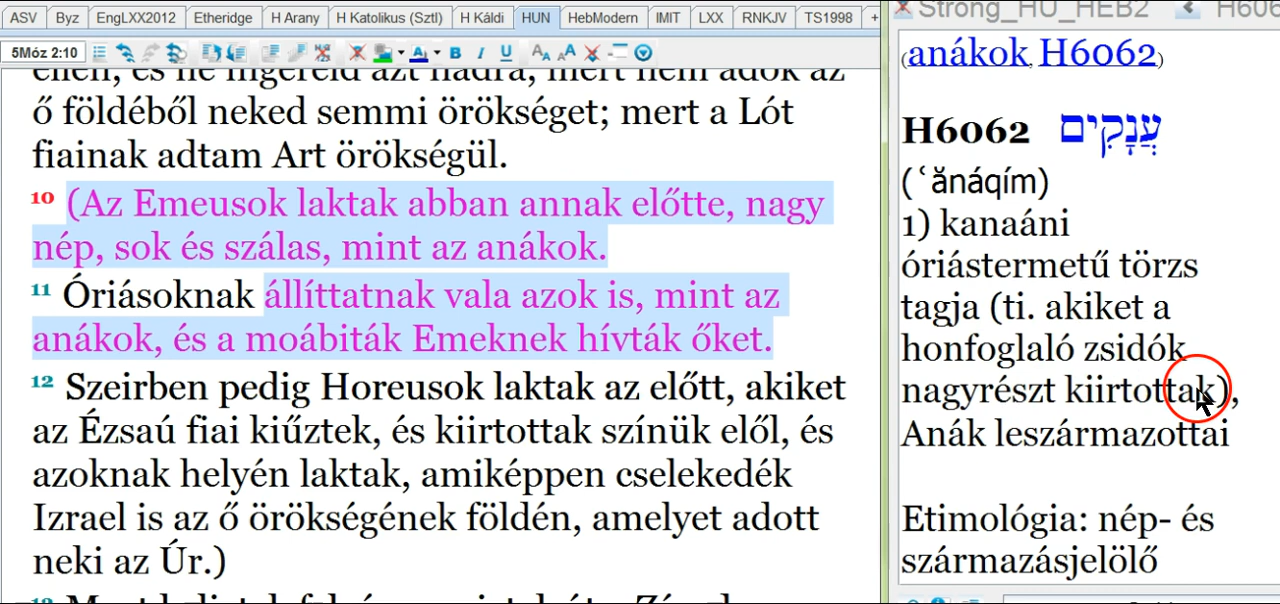 ASV Byz EngLXX2012 Etheridge H Arany H Katolikus (Sztl) H Káldi HUN HebModern IMIT LXX RNKJV TS1998 +
5Móz 2:10
ő földéből neked semmi örökséget; mert a Lót
fiainak adtam Art örökségül.
10 (Az Emeusok laktak abban annak előtte, nagy
nép, sok és szálas, mint az anákok.
11 Óriásoknak állíttatnak vala azok is, mint az
anákok, és a moábiták Emeknek hívták őket.
12 Szeirben pedig Horeusok laktak az előtt, akiket
az Ézsaú fiai kiűztek, és kiirtottak színük elől, és
azoknak helyén laktak, amiképpen cselekedék
Izrael is az ő örökségének földén, amelyet adott
neki az Úr.)
Strong_HU_HEB2
(anákok, H6062)
H6062 עֲנָקִים
(ʿănáqím)
1) kanaáni
óriástermetű törzs
tagja (ti. akiket a
honfoglaló zsidók
nagyrészt kiirtottak),
Anák leszármazottai
Etimológia: nép- és
származásjelölő